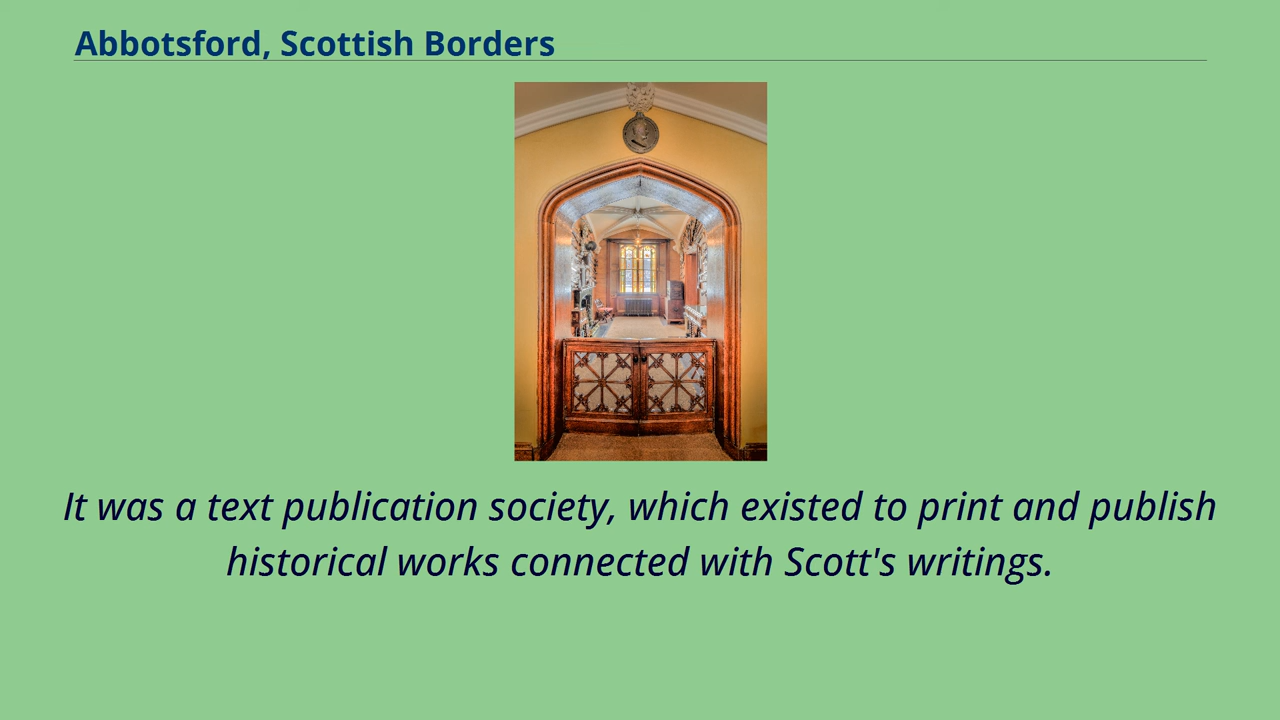 Abbotsford, Scottish Borders
It was a text publication society, which existed to print and publish
historical works connected with Scott's writings.